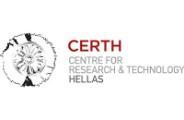 CERTH
CENTRE FOR
RESEARCH & TECHNOLOGY
HELLAS